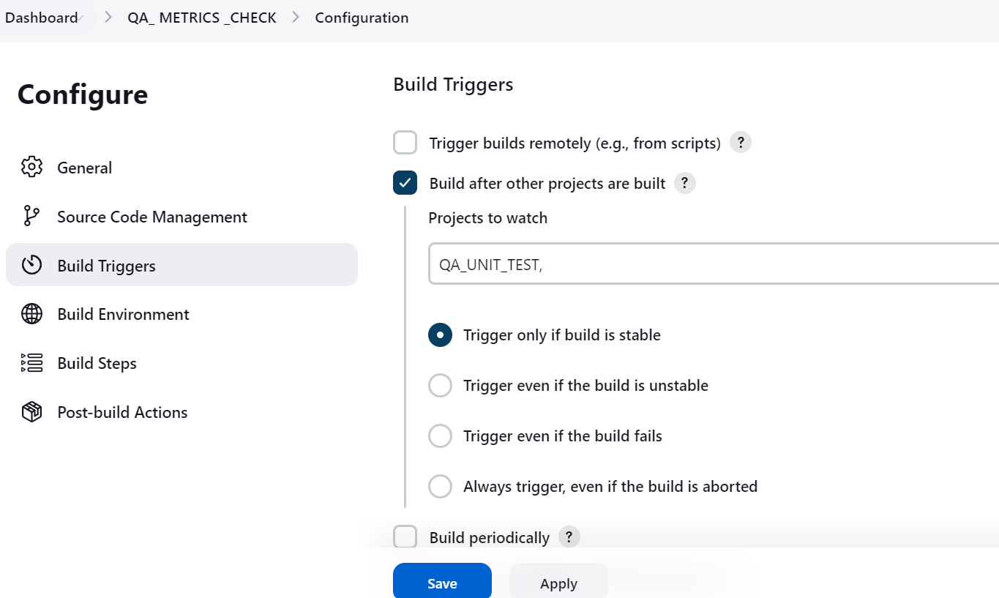 Dashboard > QA_ METRICS _CHECK > Configuration
Configure
General
Source Code Management
Build Triggers
Build Environment
Build Steps
Post-build Actions
Build Triggers
Trigger builds remotely (e.g., from scripts) ?
Build after other projects are built ?
Projects to watch
QA_UNIT_TEST,
Trigger only if build is stable
Trigger even if the build is unstable
Trigger even if the build fails
Always trigger, even if the build is aborted
Build periodically ?
Save
Apply